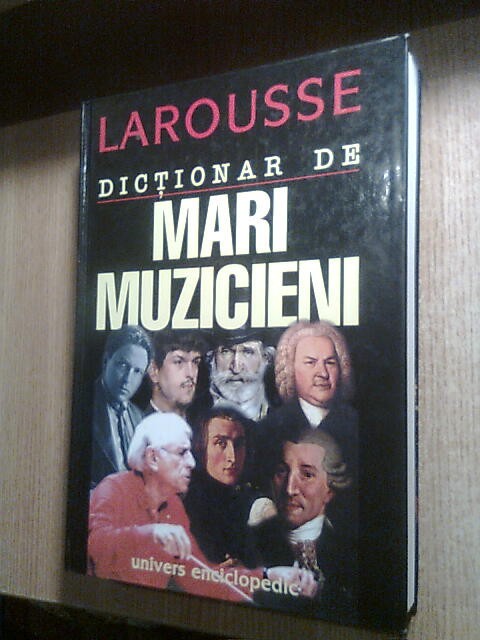 LAROUSSE
DICȚIONAR DE
MARI
MUZICIENI
univers enciclopedic